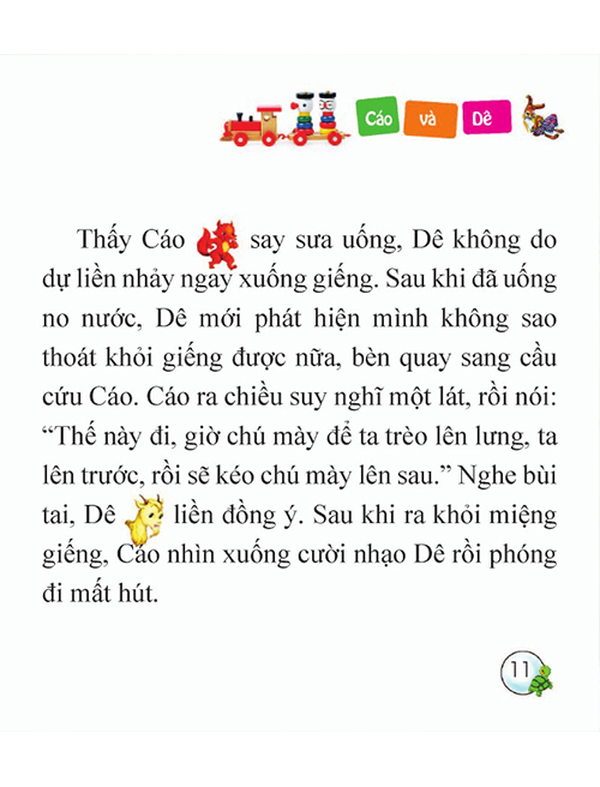 Cáo và Dê
Thấy Cáo say sưa uống, Dê không do
dự liền nhảy ngay xuống giếng. Sau khi đã uống
no nước, Dê mới phát hiện mình không sao
thoát khỏi giếng được nữa, bèn quay sang cầu
cứu Cáo. Cáo ra chiều suy nghĩ một lát, rồi nói:
“Thế này đi, giờ chú mày để ta trèo lên lưng, ta
lên trước, rồi sẽ kéo chú mày lên sau.” Nghe bùi
tai, Dê liền đồng ý. Sau khi ra khỏi miệng
giếng, Cáo nhìn xuống cười nhạo Dê rồi phóng
đi mất hút.
11